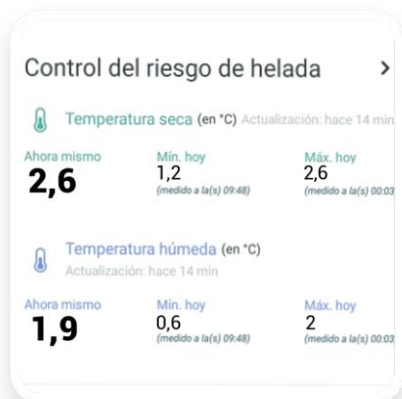 Control del riesgo de helada >
Temperatura seca (en °C) Actualización: hace 14 min
Ahora mismo Mín. hoy Máx. hoy
2,6 1,2 2,6
(medido a la(s) 09:48) (medido a la(s) 00:03
Temperatura húmeda (en °C)
Actualización: hace 14 min
Ahora mismo Mín. hoy Máx. hoy
1,9 0,6 2
(medido a la(s) 09:48) (medido a la(s) 00:03